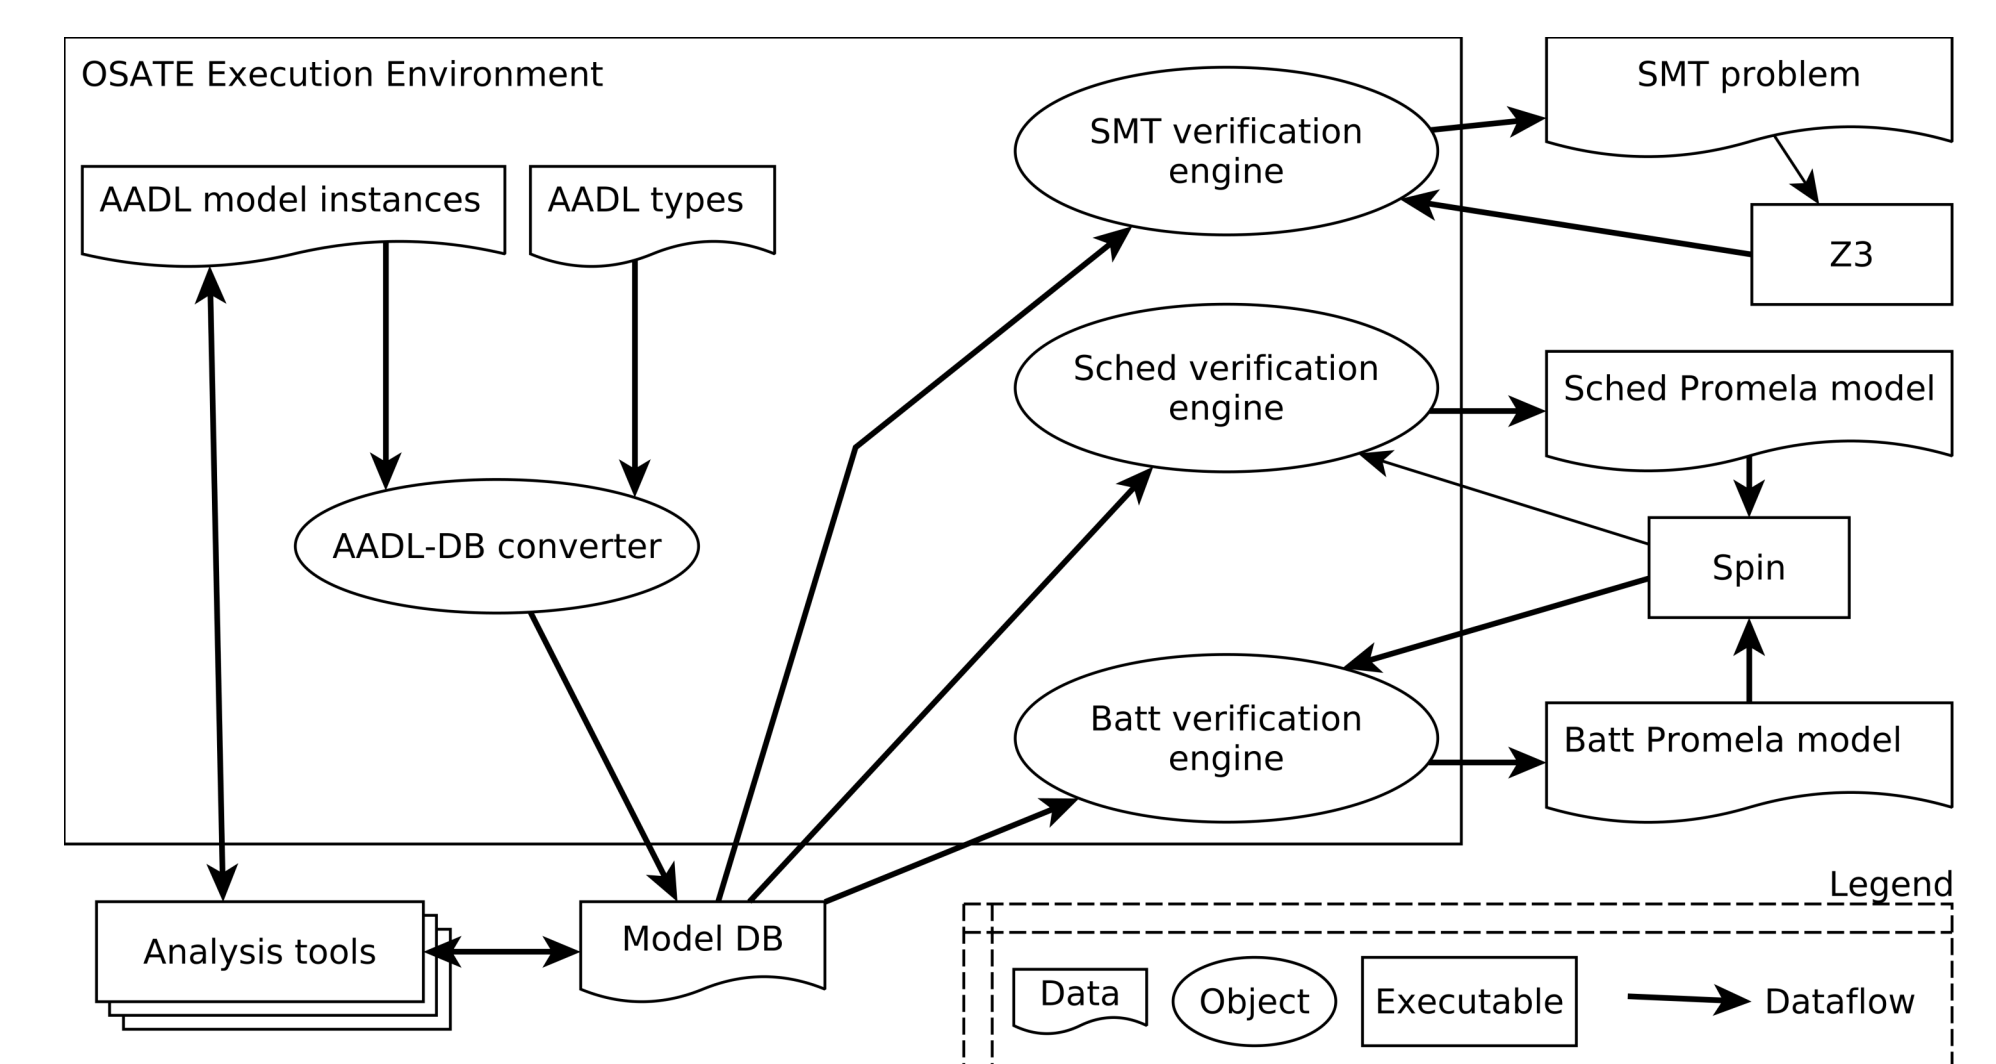 OSATE Execution Environment
SMT problem
SMT verification
engine
AADL model instances
AADL types
Z3
Sched verification
engine
Sched Promela model
AADL-DB converter
Spin
Batt verification
engine
Batt Promela model
Legend
Analysis tools
Model DB
Data
Object
Executable
Dataflow